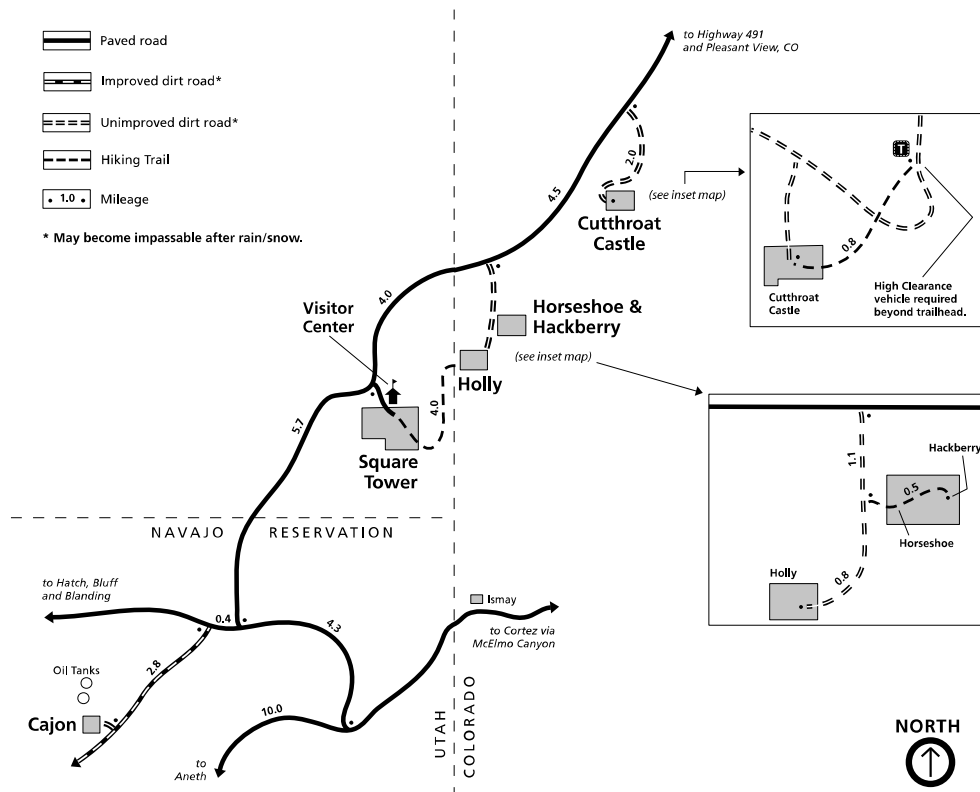 Paved road
Improved dirt road*
Unimproved dirt road*
Hiking Trail
1.0 Mileage
* May become impassable after rain/snow.
to Highway 491
and Pleasant View, CO
2.0
4.5
(see inset map)
Cutthroat
Castle
T
0.8
Cutthroat
Castle
High Clearance
vehicle required
beyond trailhead.
4.0
Visitor
Center
Horseshoe &
Hackberry
(see inset map)
Holly
4.0
5.7
Square
Tower
1.1
Hackberry
0.5
Horseshoe
Holly
0.8
NAVAJO RESERVATION
to Hatch, Bluff
and Blanding
0.4
4.3
Ismay
to Cortez via
McElmo Canyon
2.8
Oil Tanks
Cajon
10.0
to
Aneth
UTAH
COLORADO
NORTH